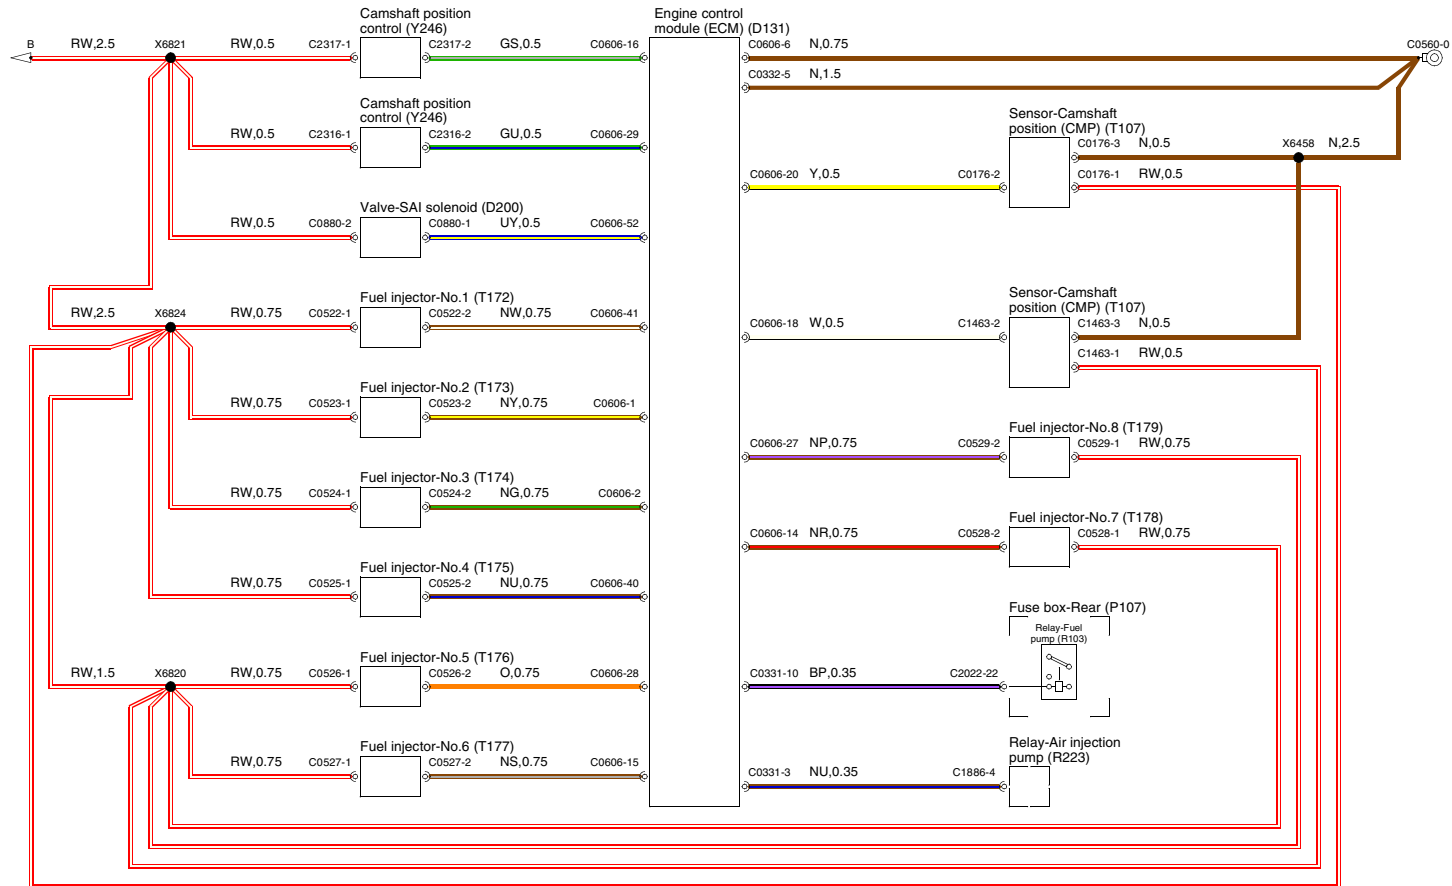 Camshaft position
control (Y246)
Engine control
module (ECM) (D131)
B
RW,2.5
X6821
RW,0.5
C2317-1
C2317-2
GS,0.5
C0606-16
C0606-6
N,0.75
C0560-0
C0332-5
N,1.5
Camshaft position
control (Y246)
RW,0.5
C2316-1
C2316-2
GU,0.5
C0606-29
Sensor-Camshaft
position (CMP) (T107)
C0176-3
N,0.5
X6458
N,2.5
C0606-20
Y,0.5
C0176-2
C0176-1
RW,0.5
Valve-SAI solenoid (D200)
RW,0.5
C0880-2
C0880-1
UY,0.5
C0606-52
Fuel injector-No.1 (T172)
RW,2.5
X6824
RW,0.75
C0522-1
C0522-2
NW,0.75
C0606-41
Sensor-Camshaft
position (CMP) (T107)
C0606-18
W,0.5
C1463-2
C1463-3
N,0.5
C1463-1
RW,0.5
Fuel injector-No.2 (T173)
RW,0.75
C0523-1
C0523-2
NY,0.75
C0606-1
Fuel injector-No.8 (T179)
C0606-27
NP,0.75
C0529-2
C0529-1
RW,0.75
Fuel injector-No.3 (T174)
RW,0.75
C0524-1
C0524-2
NG,0.75
C0606-2
Fuel injector-No.7 (T178)
C0606-14
NR,0.75
C0528-2
C0528-1
RW,0.75
Fuel injector-No.4 (T175)
RW,0.75
C0525-1
C0525-2
NU,0.75
C0606-40
Fuse box-Rear (P107)
Relay-Fuel
pump (R103)
Fuel injector-No.5 (T176)
RW,1.5
X6820
RW,0.75
C0526-1
C0526-2
O,0.75
C0606-28
C0331-10
BP,0.35
C2022-22
Fuel injector-No.6 (T177)
RW,0.75
C0527-1
C0527-2
NS,0.75
C0606-15
Relay-Air injection
pump (R223)
C0331-3
NU,0.35
C1886-4